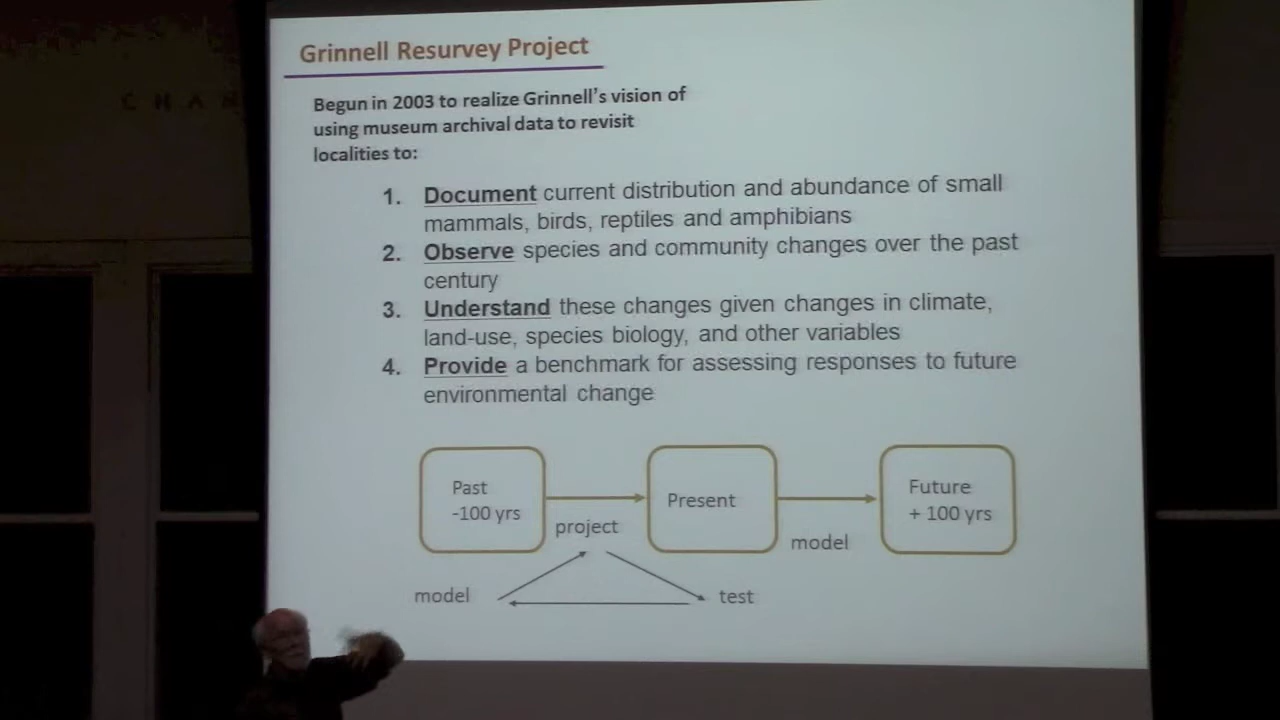 C H A N
Grinnell Resurvey Project
Begun in 2003 to realize Grinnell's vision of
using museum archival data to revisit
localities to:
1. Document current distribution and abundance of small
mammals, birds, reptiles and amphibians
2. Observe species and community changes over the past
century
3. Understand these changes given changes in climate,
land-use, species biology, and other variables
4. Provide a benchmark for assessing responses to future
environmental change
Past
-100 yrs
project
Present
model
Future
+ 100 yrs
model
test